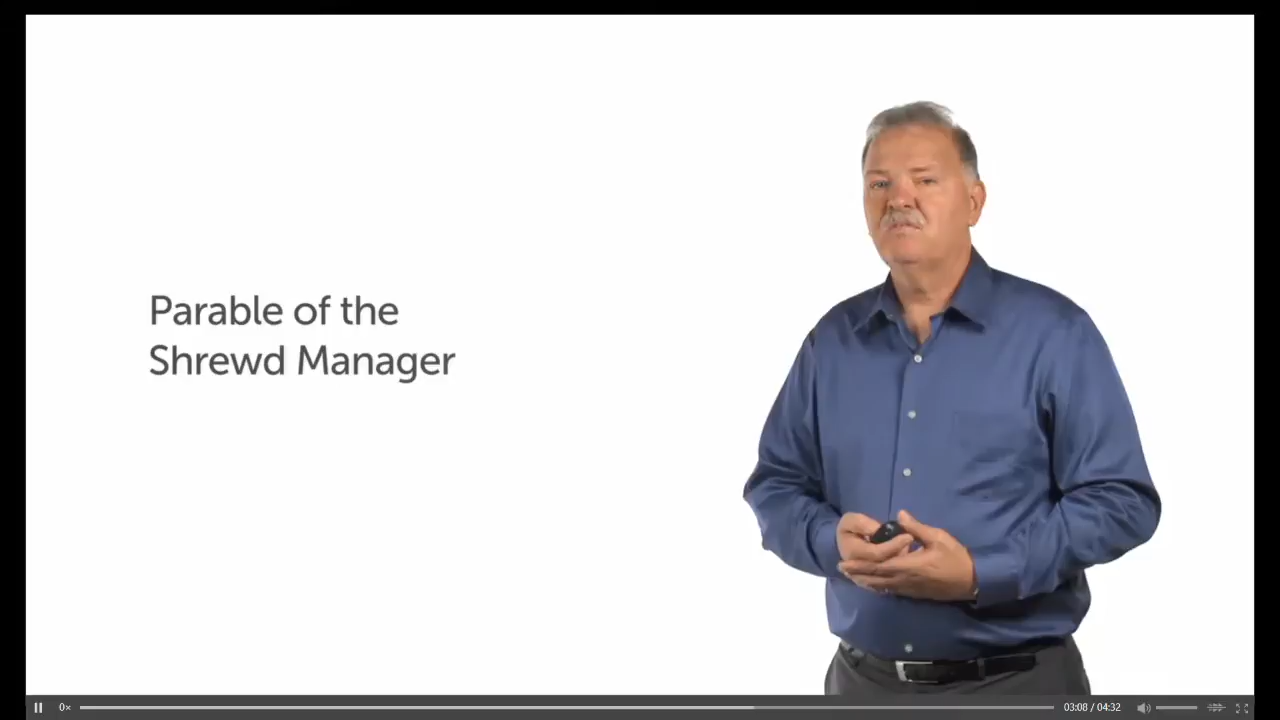 Parable of the
Shrewd Manager
0×
03:08 / 04:32